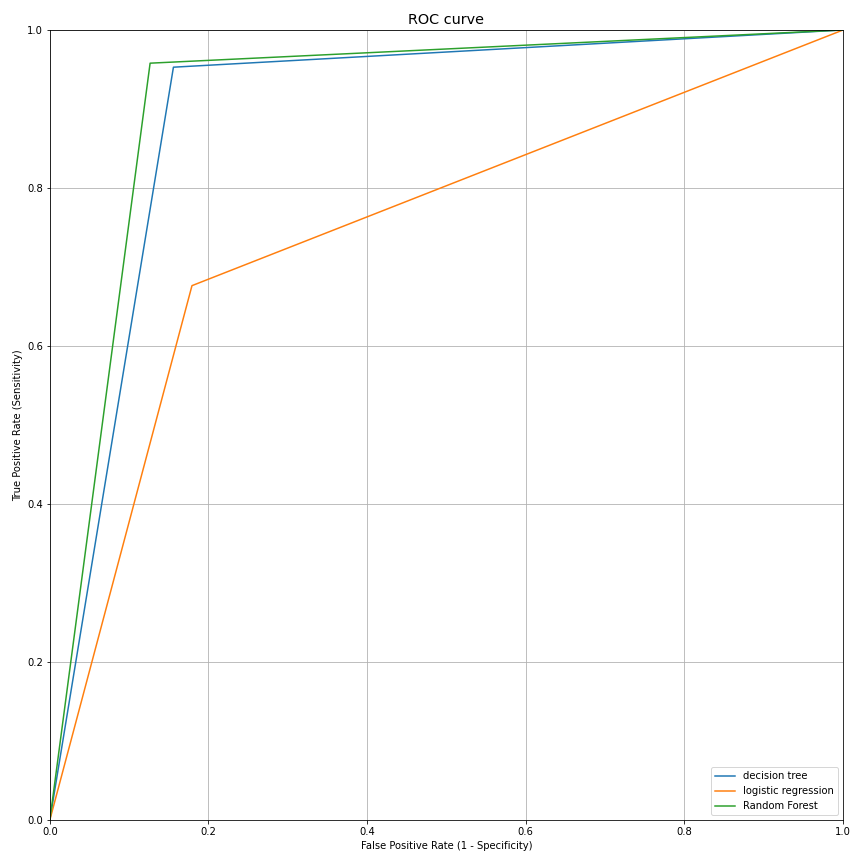 ROC curve
1.0
0.8
0.6
0.4
0.2
0.0
True Positive Rate (Sensitivity)
0.0 0.2 0.4 0.6 0.8 1.0
False Positive Rate (1 - Specificity)
decision tree
logistic regression
Random Forest